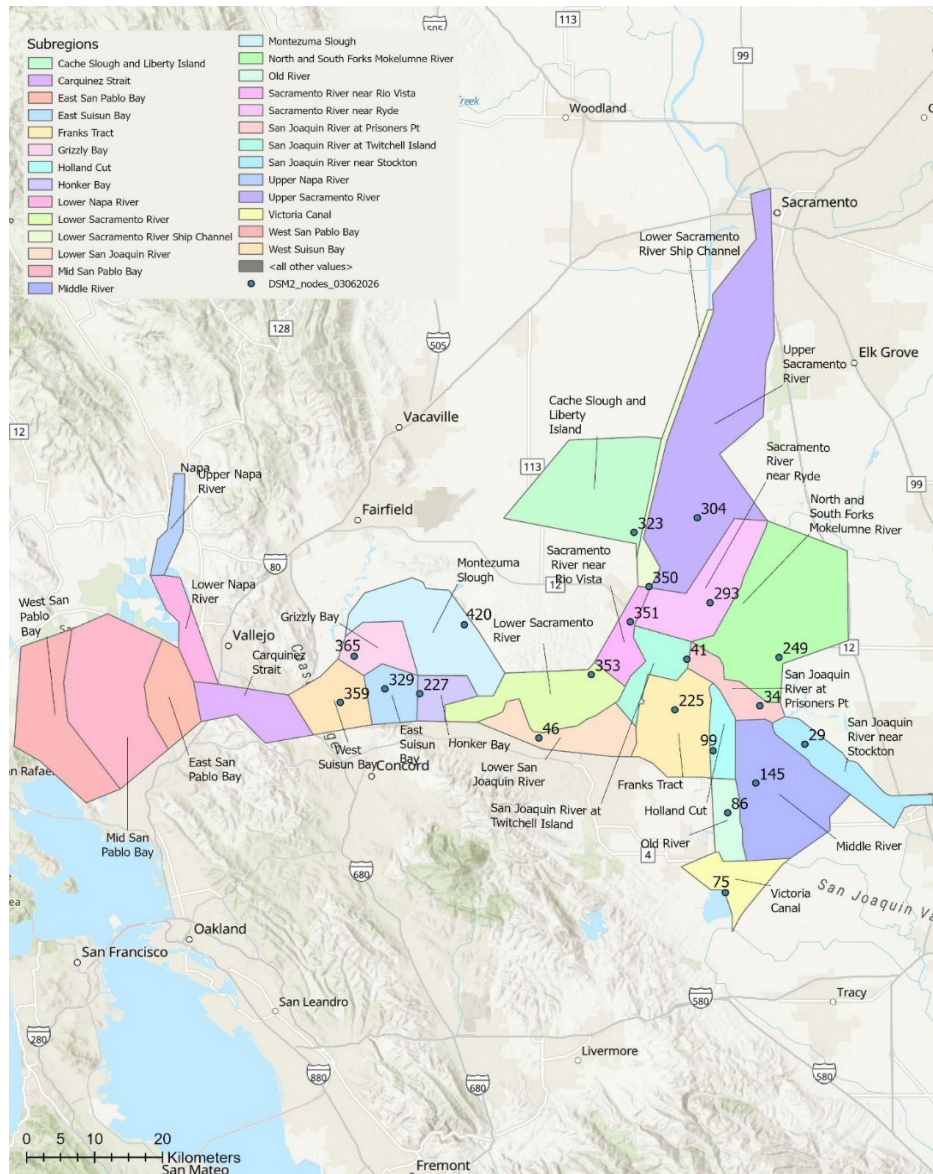 Subregions
Cache Slough and Liberty Island
Carquinez Strait
East San Pablo Bay
East Suisun Bay
Franks Tract
Grizzly Bay
Holland Cut
Honker Bay
Lower Napa River
Lower Sacramento River
Lower Sacramento River Ship Channel
Lower San Joaquin River
Mid San Pablo Bay
Middle River
Montezuma Slough
North and South Forks Mokelumne River
Old River
Sacramento River near Rio Vista
Sacramento River near Ryde
San Joaquin River at Prisoners Pt
San Joaquin River at Twitchell Island
San Joaquin River near Stockton
Upper Napa River
Upper Sacramento River
Victoria Canal
West San Pablo Bay
West Suisun Bay
<all other values>
DSM2_nodes_03062026
113
505
99
Creek
Woodland
Sacramento
Lower Sacramento
River Ship Channel
128
505
Upper
Sacramento
River
Elk Grove
Cache Slough and
Liberty
Island
Vacaville
12
113
Sacramento
River
near Ryde
99
Napa
Upper Napa
River
North and
South Forks
Mokelumne River
Fairfield
304
323
80
Montezuma
Slough
Sacramento
River near
Rio Vista
12
350
293
West San
Pablo
Bay
Lower Napa
River
Grizzly Bay
420
Lower Sacramento
River
351
Vallejo
365
41
249
12
Carquinez
Strait
353
San Joaquin
River at
Prisoners Pt
329
227
359
225
34
East
Suisun
Bay
46
29
San Joaquin
River near
Stockton
West
Suisun Bay
Honker Bay
99
East San
Pablo Bay
Concord
Lower San
Joaquin River
Franks Tract
145
San Joaquin River at
Twitchell Island
Holland Cut
86
Mid San
Pablo Bay
Old River
4
Middle River
680
75
Victoria
Canal
San Joaquin Va
Oakland
San Francisco
580
Tracy
San Leandro
280
Livermore
880
680
580
0 5 10 20
Kilometers
San Mateo
Fremont